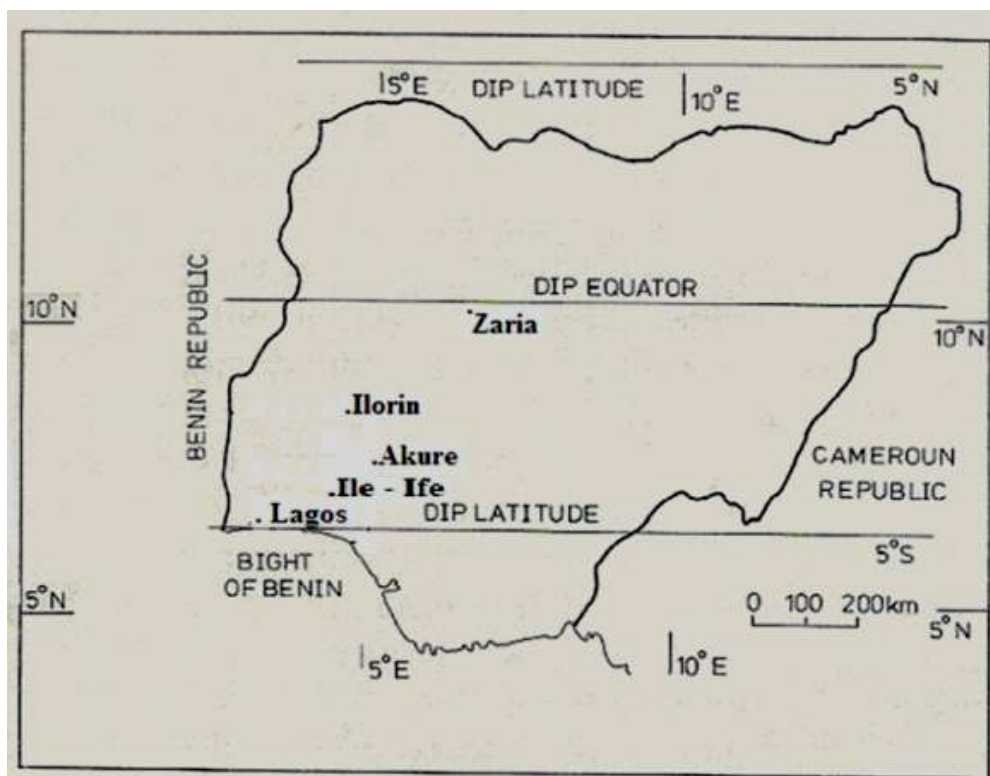 5°E
DIP LATITUDE
10°E
5°N
BENIN REPUBLIC
DIP EQUATOR
10°N
Zaria
10°N
.Ilorin
.Akure
CAMEROUN
REPUBLIC
.Ile - Ife
. Lagos
DIP LATITUDE
5°S
BIGHT
OF BENIN
0 100 200km
5°N
5°N
5°E
10°E